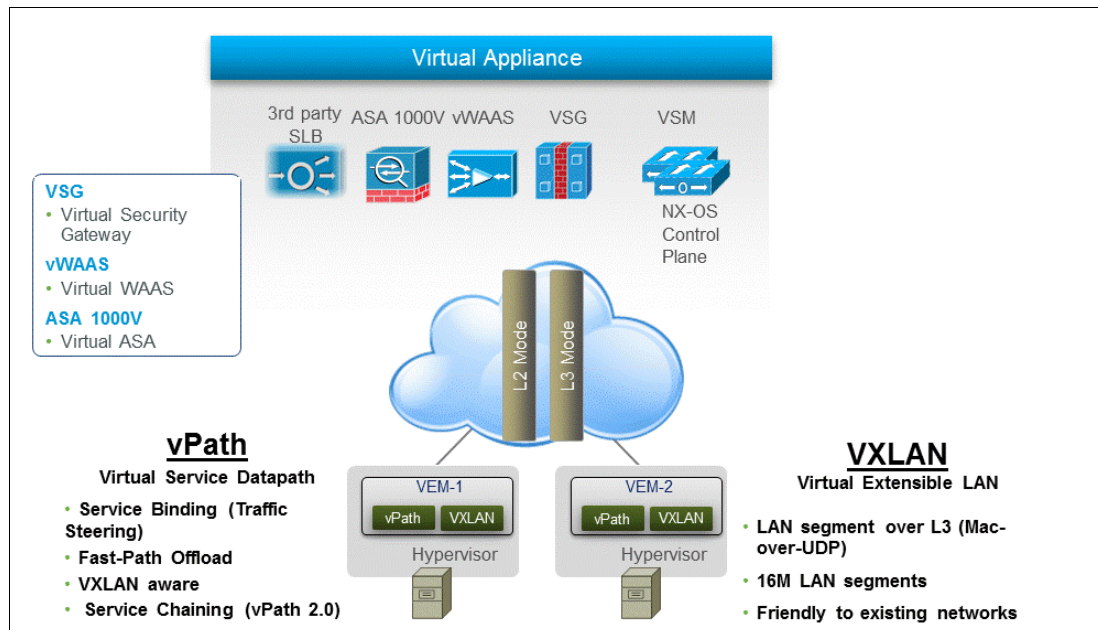 Virtual Appliance
3rd party
SLB
ASA 1000V
vWAAS
VSG
VSM
NX-OS
Control
Plane
VSG
• Virtual Security
Gateway
vWAAS
• Virtual WAAS
ASA 1000V
• Virtual ASA
L2 Mode
L3 Mode
vPath
Virtual Service Datapath
• Service Binding (Traffic
Steering)
• Fast-Path Offload
• VXLAN aware
• Service Chaining (vPath 2.0)
VEM-1
vPath
VXLAN
Hypervisor
VEM-2
vPath
VXLAN
Hypervisor
VXLAN
Virtual Extensible LAN
• LAN segment over L3 (Mac-
over-UDP)
• 16M LAN segments
• Friendly to existing networks